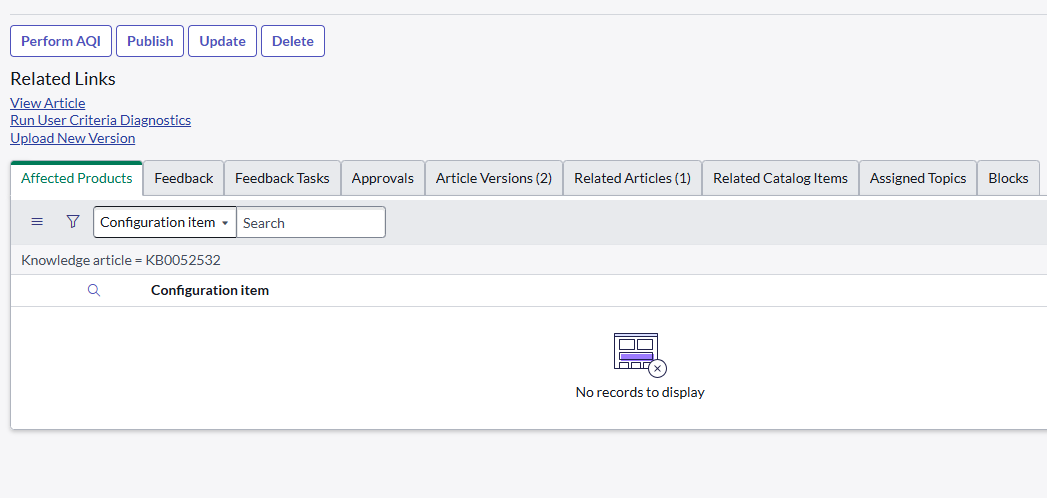 Perform AQI Publish Update Delete
Related Links
View Article
Run User Criteria Diagnostics
Upload New Version
Affected Products Feedback Feedback Tasks Approvals Article Versions (2) Related Articles (1) Related Catalog Items Assigned Topics Blocks
Configuration item Search
Knowledge article = KB0052532
Configuration item
No records to display